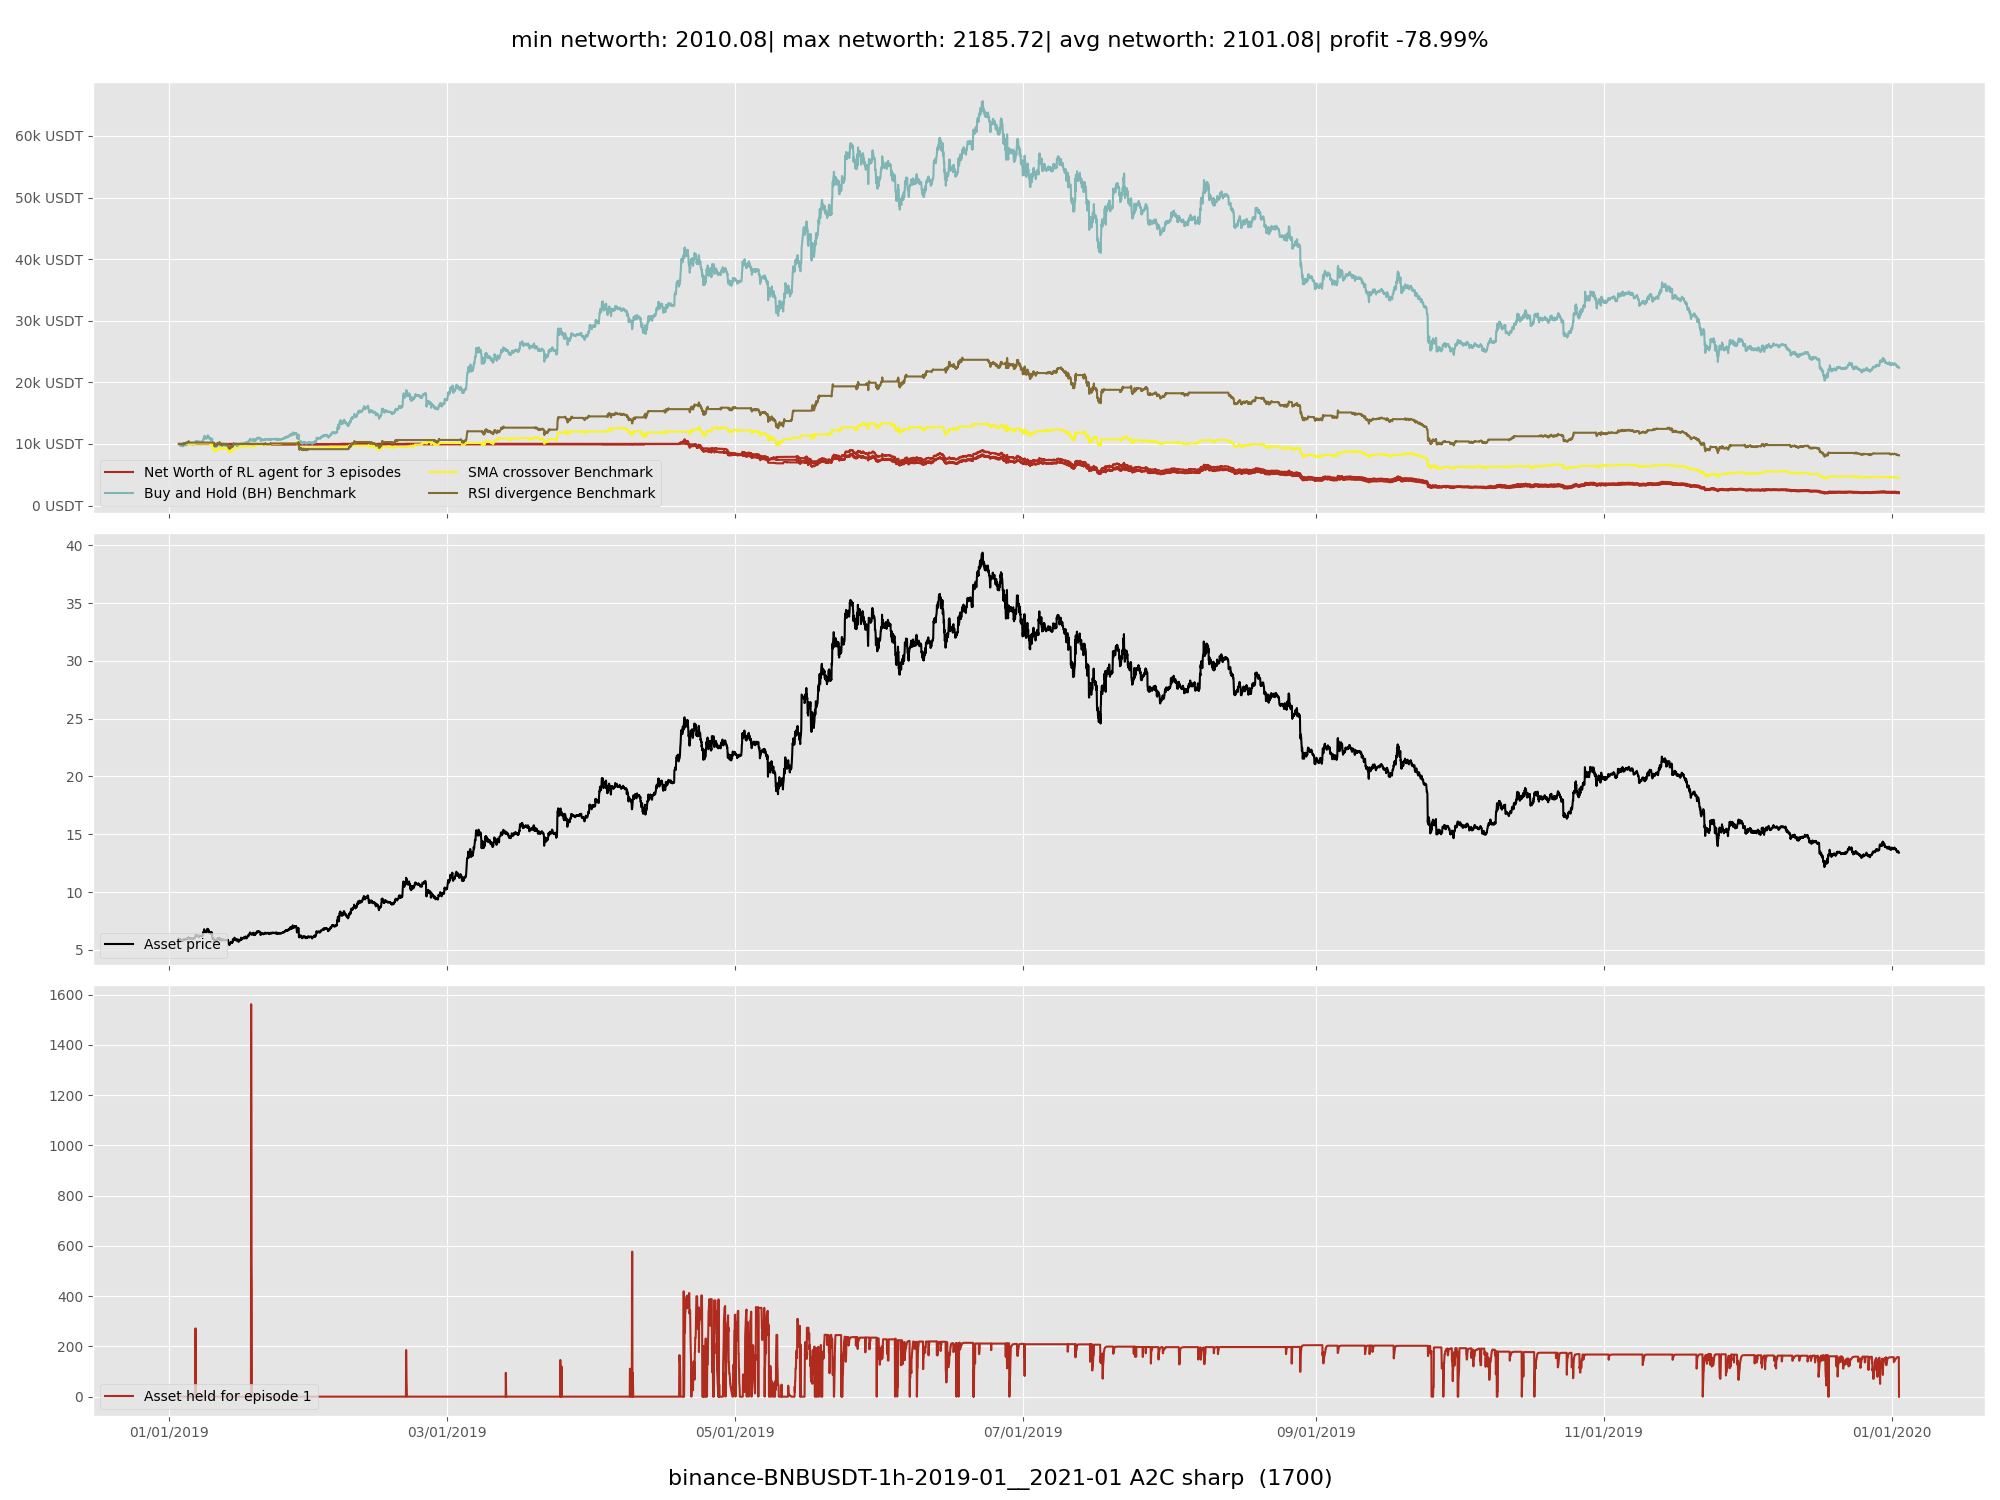 min networth: 2010.08| max networth: 2185.72| avg networth: 2101.08| profit -78.99%
60k USDT
50k USDT
40k USDT
30k USDT
20k USDT
10k USDT
0 USDT
Net Worth of RL agent for 3 episodes
Buy and Hold (BH) Benchmark
SMA crossover Benchmark
RSI divergence Benchmark
40
35
30
25
20
15
10
5
Asset price
1600
1400
1200
1000
800
600
400
200
0
Asset held for episode 1
01/01/2019 03/01/2019 05/01/2019 07/01/2019 09/01/2019 11/01/2019 01/01/2020
binance-BNBUSDT-1h-2019-01__2021-01 A2C sharp (1700)